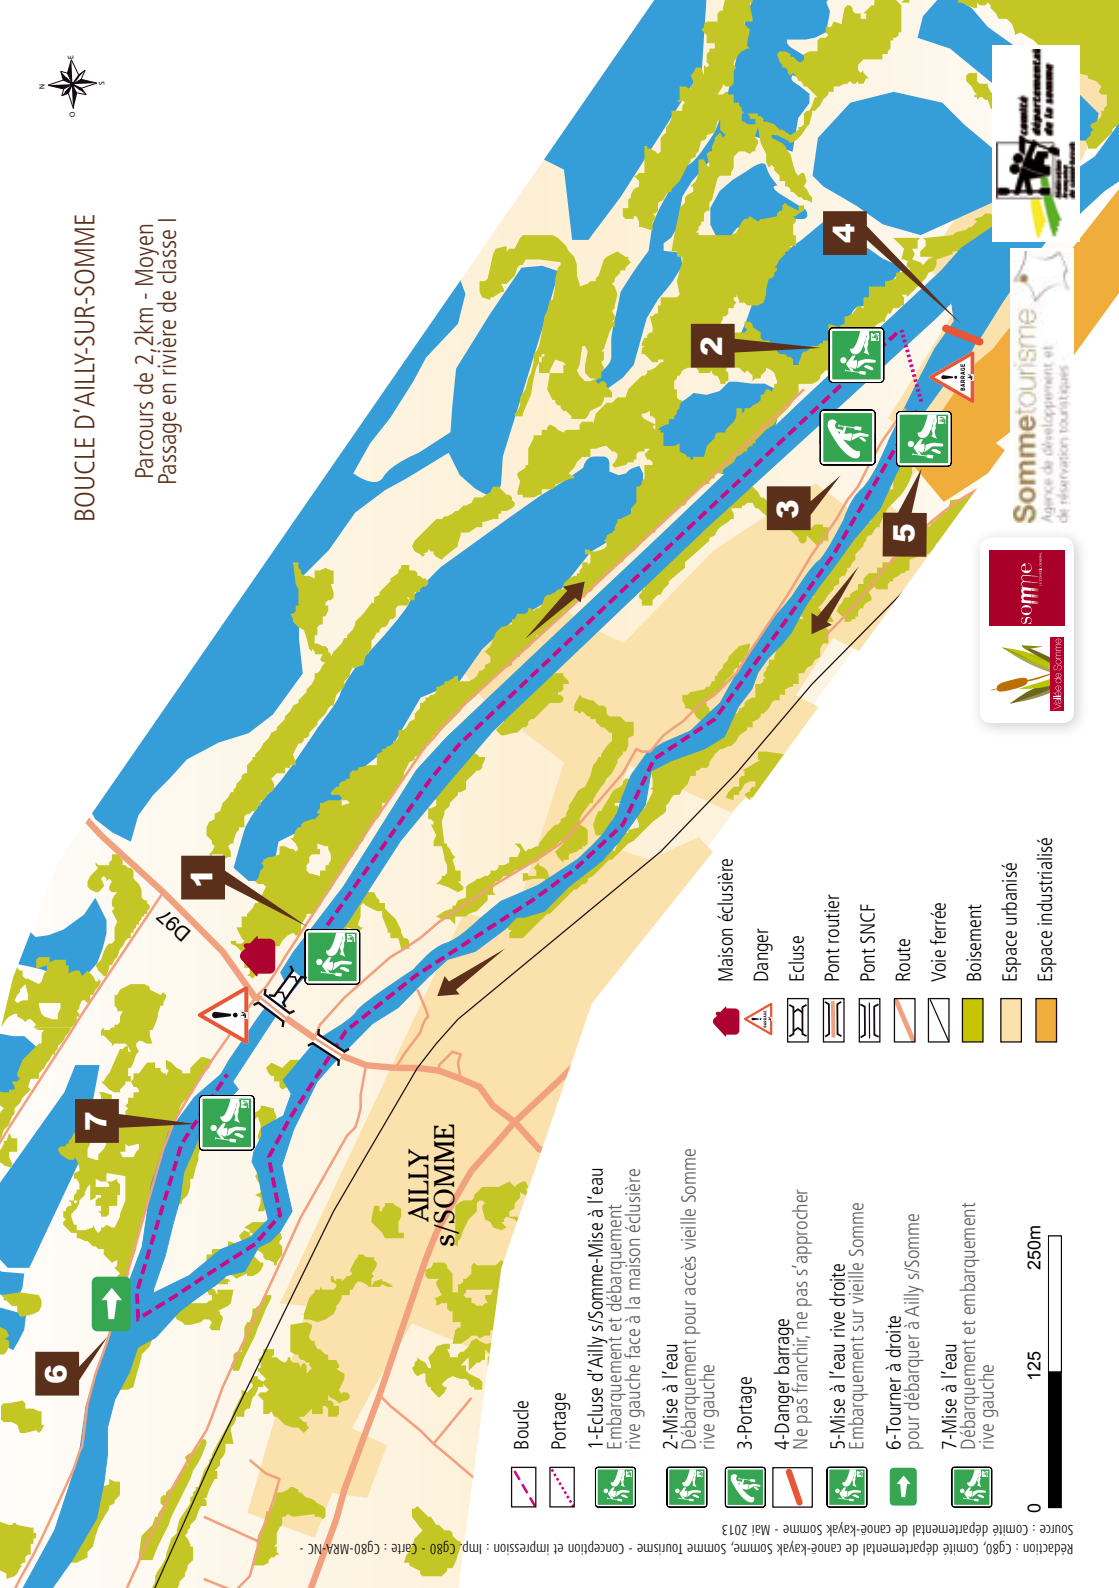 BOUCLE D’AILLY-SUR-SOMME
Parcours de 2,2km - Moyen
Passage en rivière de classe I
N
E
S
O
D97
1
2
3
4
5
6
7
BARRAGE
AILLY
s/SOMME
Boucle
Portage
1-Ecluse d’Ailly s/Somme-Mise à l’eau
Embarquement et débarquement
rive gauche face à la maison éclusière
2-Mise à l’eau
Débarquement pour accès vieille Somme
rive gauche
3-Portage
4-Danger barrage
Ne pas franchir, ne pas s’approcher
5-Mise à l’eau rive droite
Embarquement sur vieille Somme
6-Tourner à droite
pour débarquer à Ailly s/Somme
7-Mise à l’eau
Débarquement et embarquement
rive gauche
Maison éclusière
Danger
Ecluse
Pont routier
Pont SNCF
Route
Voie ferrée
Boisement
Espace urbanisé
Espace industrialisé
0
125
250m
Vallée de Somme
somme
Sommetourisme
Agence de développement et
de réservation touristiques
comité
départemental
de la somme
Rédaction : Cg80, Comité départemental de canoë-kayak Somme, Somme Tourisme - Conception et impression : Imp. Cg80 - Carte : Cg80-MRA-NC -
Source : Comité départemental de canoë-kayak Somme - Mai 2013